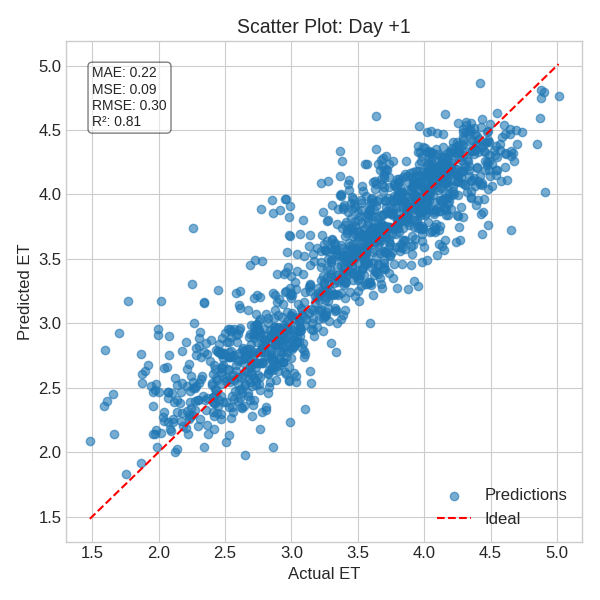 Scatter Plot: Day +1
MAE: 0.22
MSE: 0.09
RMSE: 0.30
R²: 0.81
5.0
4.5
4.0
3.5
3.0
2.5
2.0
1.5
Predicted ET
Predictions
Ideal
1.5 2.0 2.5 3.0 3.5 4.0 4.5 5.0
Actual ET